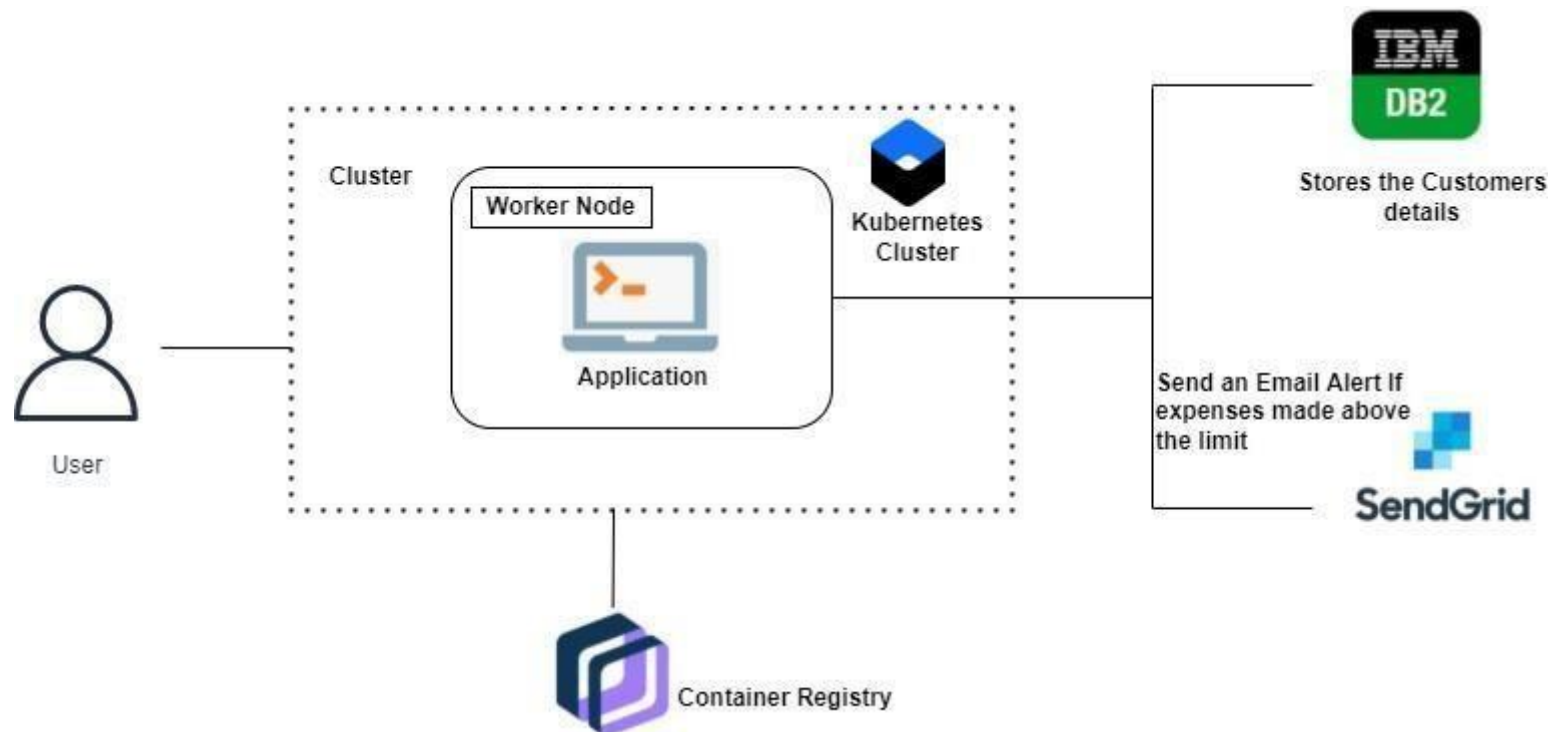 IBM
DB2
Stores the Customers
details
Cluster
Worker Node
Application
Kubernetes
Cluster
User
Send an Email Alert If
expenses made above
the limit
SendGrid
Container Registry